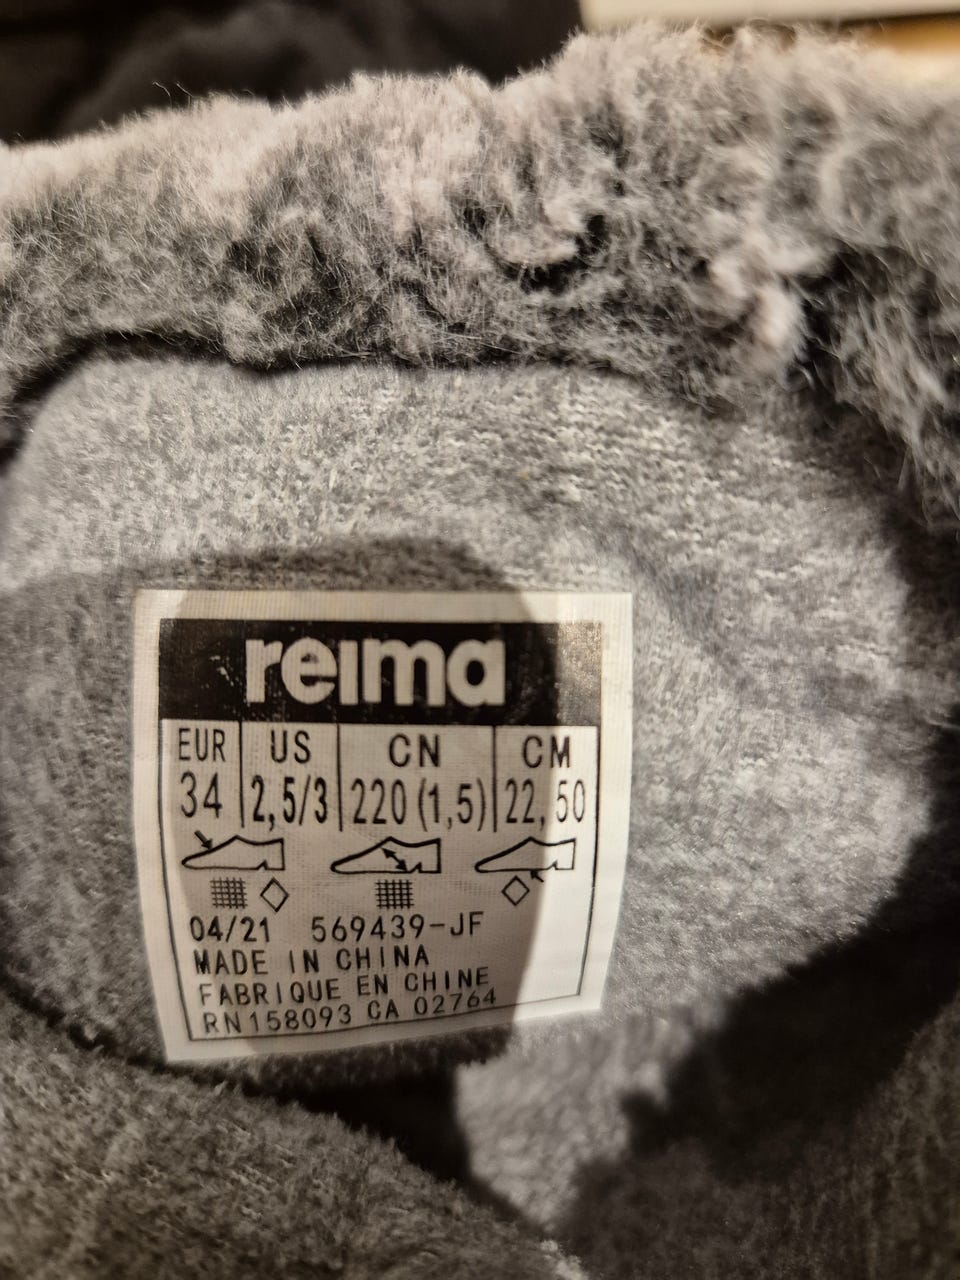 reima
EUR US CN CM
34 2,5/3 220 (1,5) 22,50
04/21 569439-JF
MADE IN CHINA
FABRIQUE EN CHINE
RN158093 CA 02764